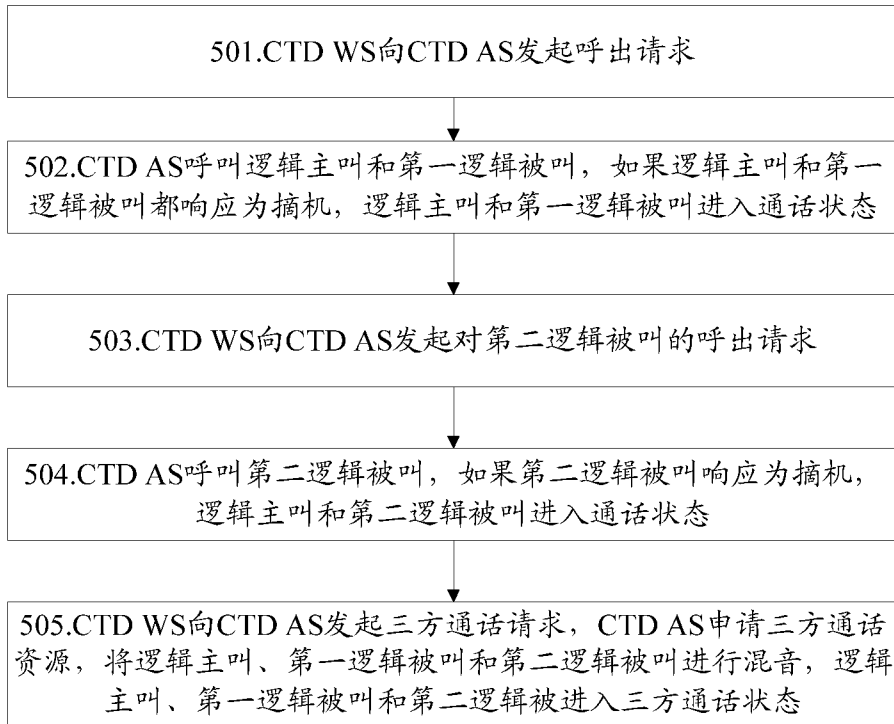 501.CTD WS向CTD AS发起呼出请求
502.CTD AS呼叫逻辑主叫和第一逻辑被叫，如果逻辑主叫和第一
逻辑被叫都响应为摘机，逻辑主叫和第一逻辑被叫进入通话状态
503.CTD WS向CTD AS发起对第二逻辑被叫的呼出请求
504.CTD AS呼叫第二逻辑被叫，如果第二逻辑被叫响应为摘机，
逻辑主叫和第二逻辑被叫进入通话状态
505.CTD WS向CTD AS发起三方通话请求，CTD AS申请三方通话
资源，将逻辑主叫、第一逻辑被叫和第二逻辑被叫进行混音，逻辑
主叫、第一逻辑被叫和第二逻辑被进入三方通话状态